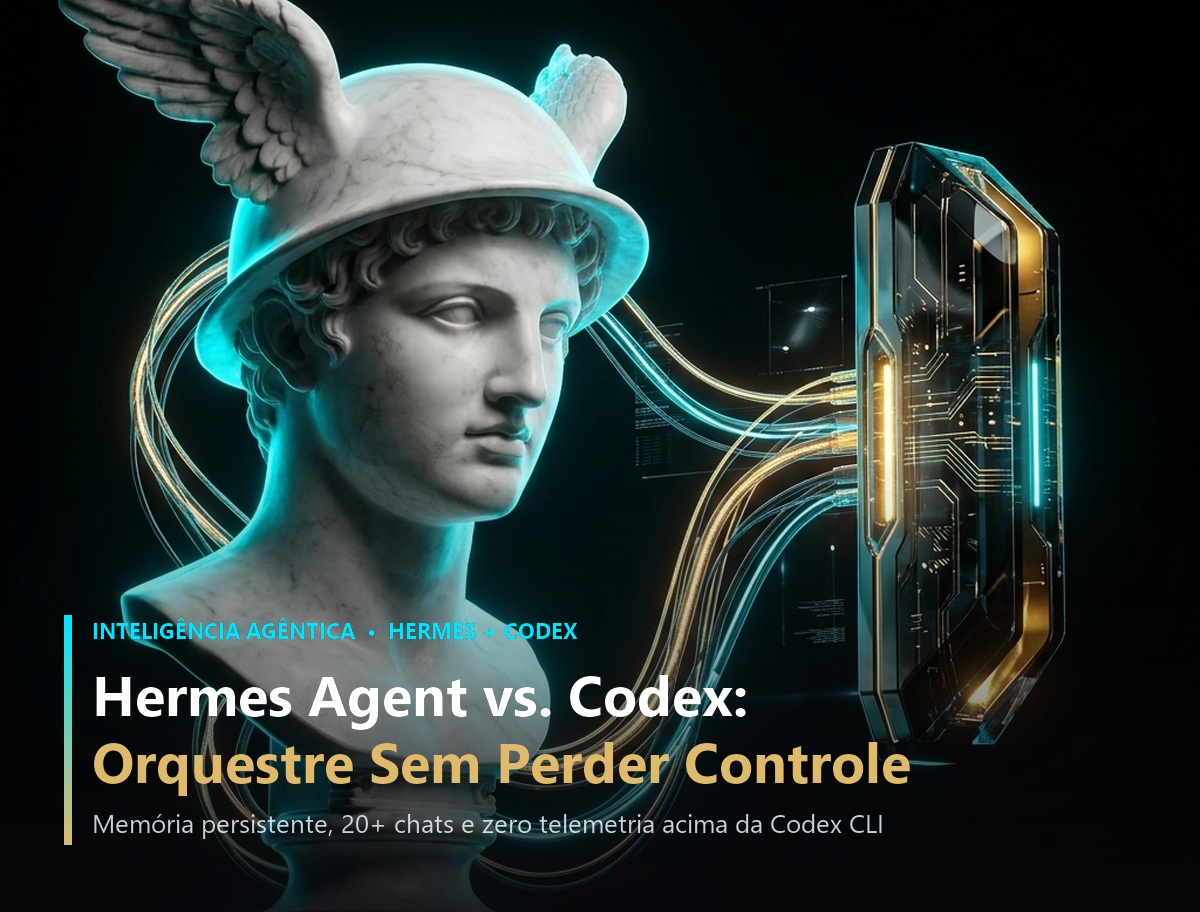 INTELIGÊNCIA AGÊNTICA • HERMES + CODEX
Hermes Agent vs. Codex:
Orquestre Sem Perder Controle
Memória persistente, 20+ chats e zero telemetria acima da Codex CLI